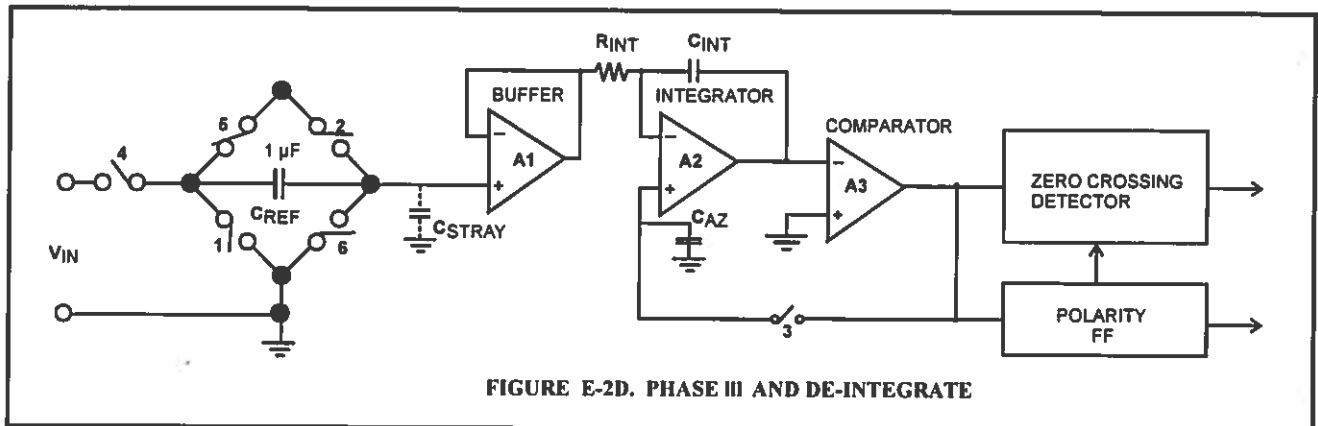 RINT
CINT
BUFFER
INTEGRATOR
COMPARATOR
5
2
4
1 µF
CREF
1
6
VIN
CSTRAY
−
+
A1
−
+
A2
CAZ
−
+
A3
3
ZERO CROSSING
DETECTOR
POLARITY
FF
FIGURE E-2D. PHASE III AND DE-INTEGRATE